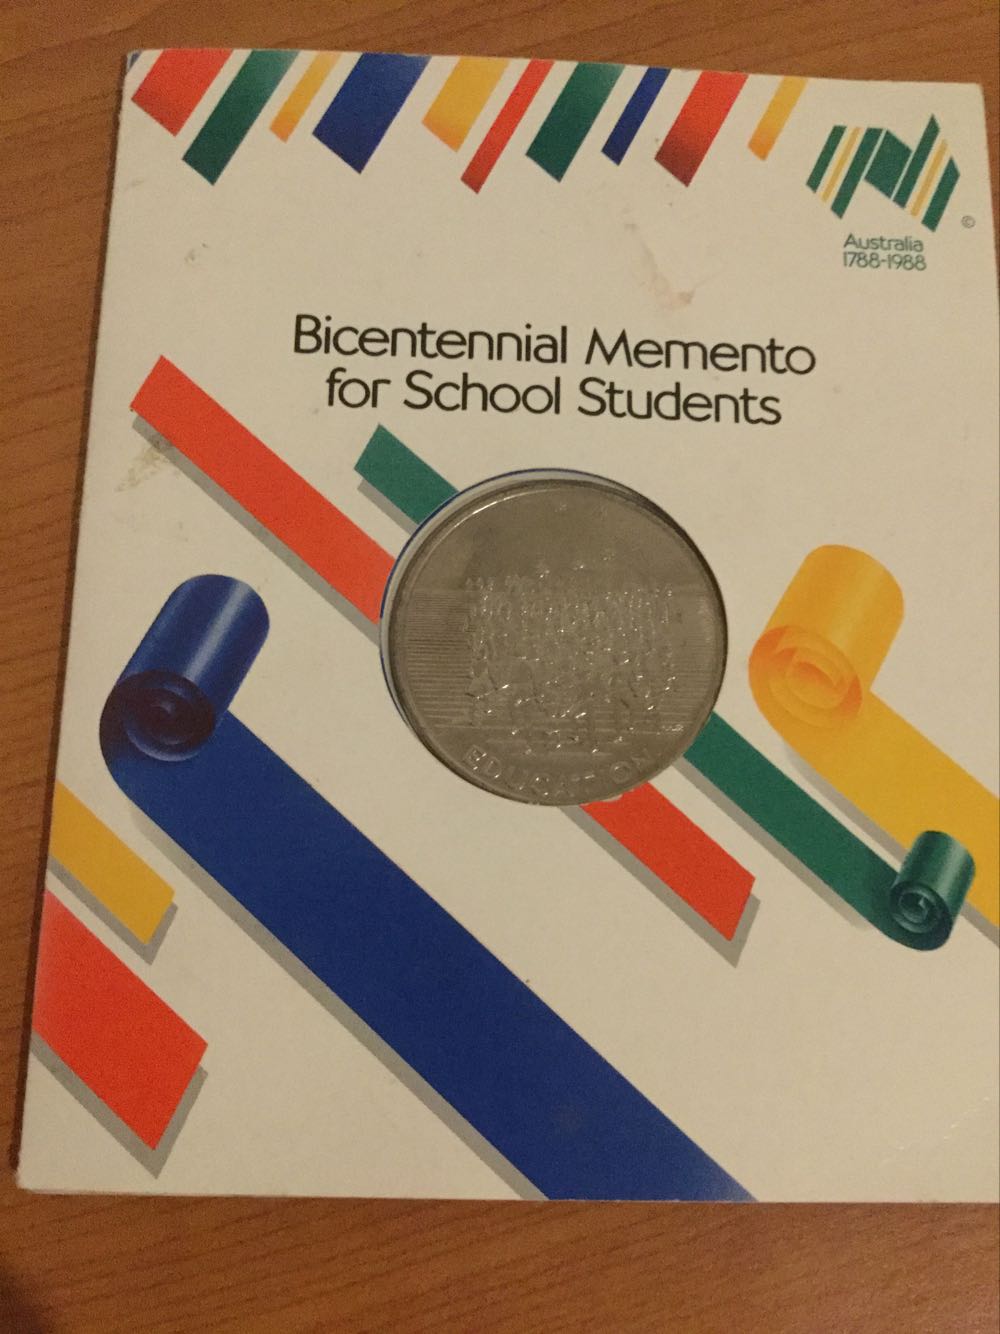 Australia
1788-1988
©
Bicentennial Memento
for School Students
EDUCATION